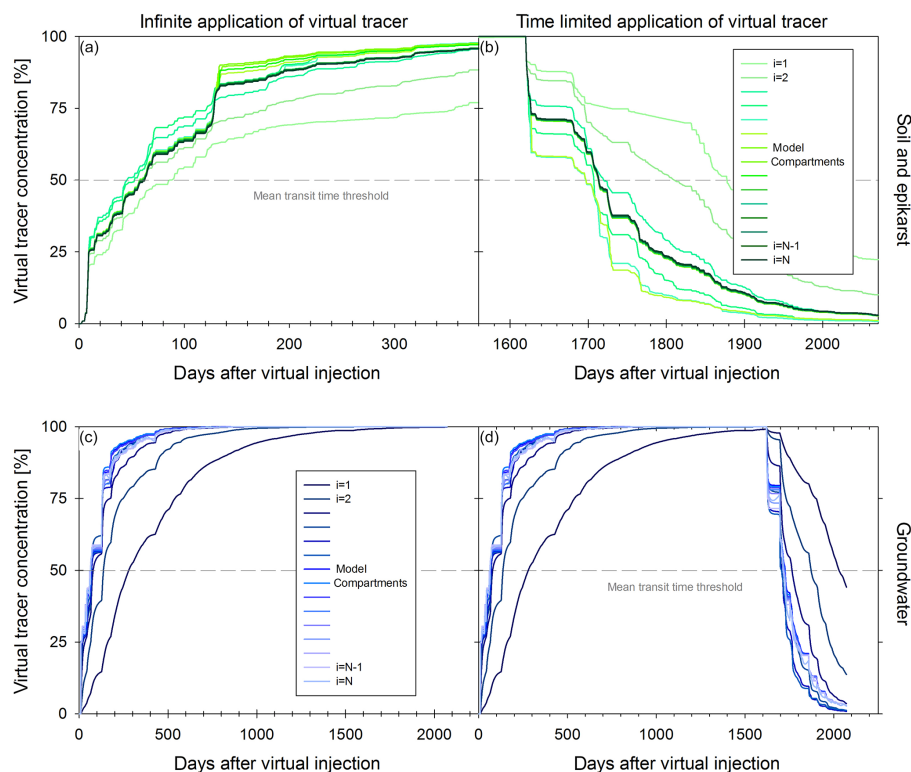 Infinite application of virtual tracer
Time limited application of virtual tracer
(a)
(b)
100
75
50
25
0
Virtual tracer concentration [%]
Mean transit time threshold
i=1
i=2
Model
Compartments
i=N-1
i=N
Soil and epikarst
0 100 200 300
1600 1700 1800 1900 2000
Days after virtual injection
Days after virtual injection
(c)
(d)
100
75
50
25
0
Virtual tracer concentration [%]
i=1
i=2
Model
Compartments
i=N-1
i=N
Mean transit time threshold
Groundwater
0 500 1000 1500 2000
0 500 1000 1500 2000
Days after virtual injection
Days after virtual injection